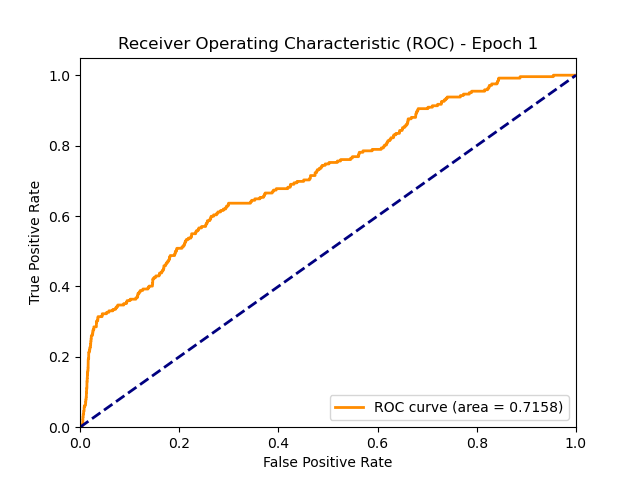 Receiver Operating Characteristic (ROC) - Epoch 1
1.0
0.8
0.6
0.4
0.2
0.0
True Positive Rate
ROC curve (area = 0.7158)
0.0 0.2 0.4 0.6 0.8 1.0
False Positive Rate